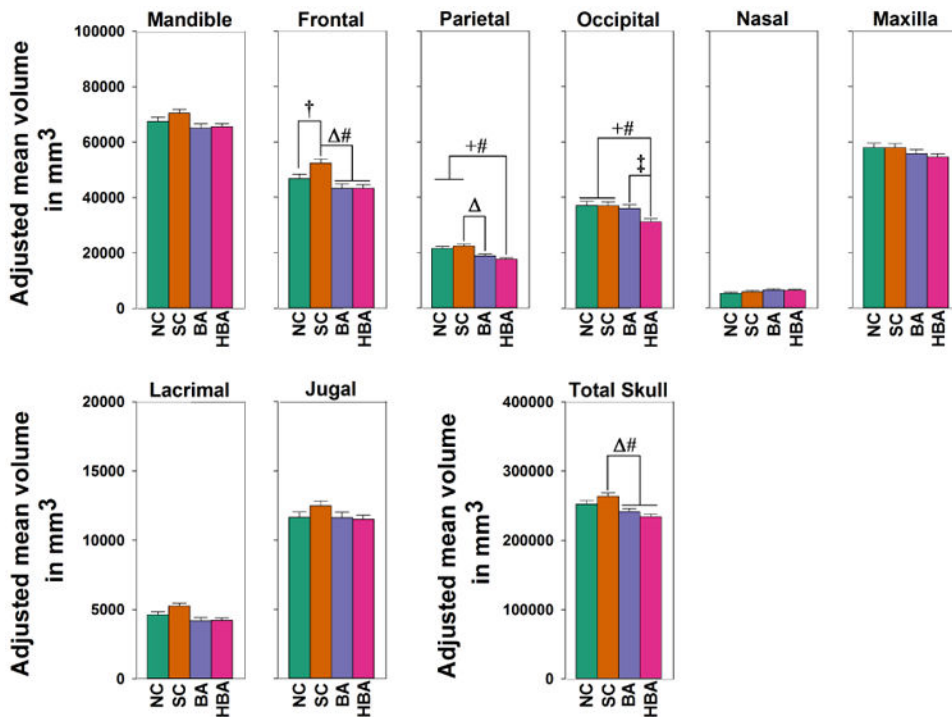 Mandible Frontal Parietal Occipital Nasal Maxilla
Adjusted mean volume
in mm3
100000
80000
60000
40000
20000
0
†
Δ#
+#
Δ
+#
‡
NC SC BA HBA NC SC BA HBA NC SC BA HBA NC SC BA HBA NC SC BA HBA NC SC BA HBA
Lacrimal Jugal
Adjusted mean volume
in mm3
20000
15000
10000
5000
0
NC SC BA HBA NC SC BA HBA
Total Skull
Adjusted mean volume
in mm3
400000
300000
200000
100000
0
Δ#
NC SC BA HBA